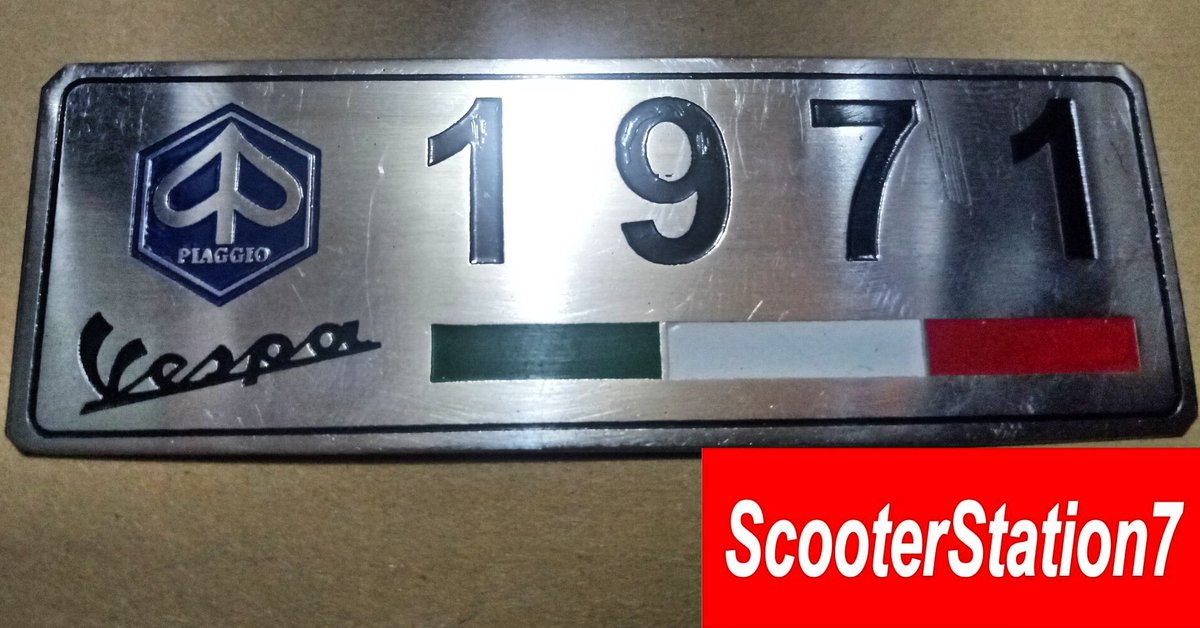 1971
PIAGGIO
Vespa
ScooterStation7